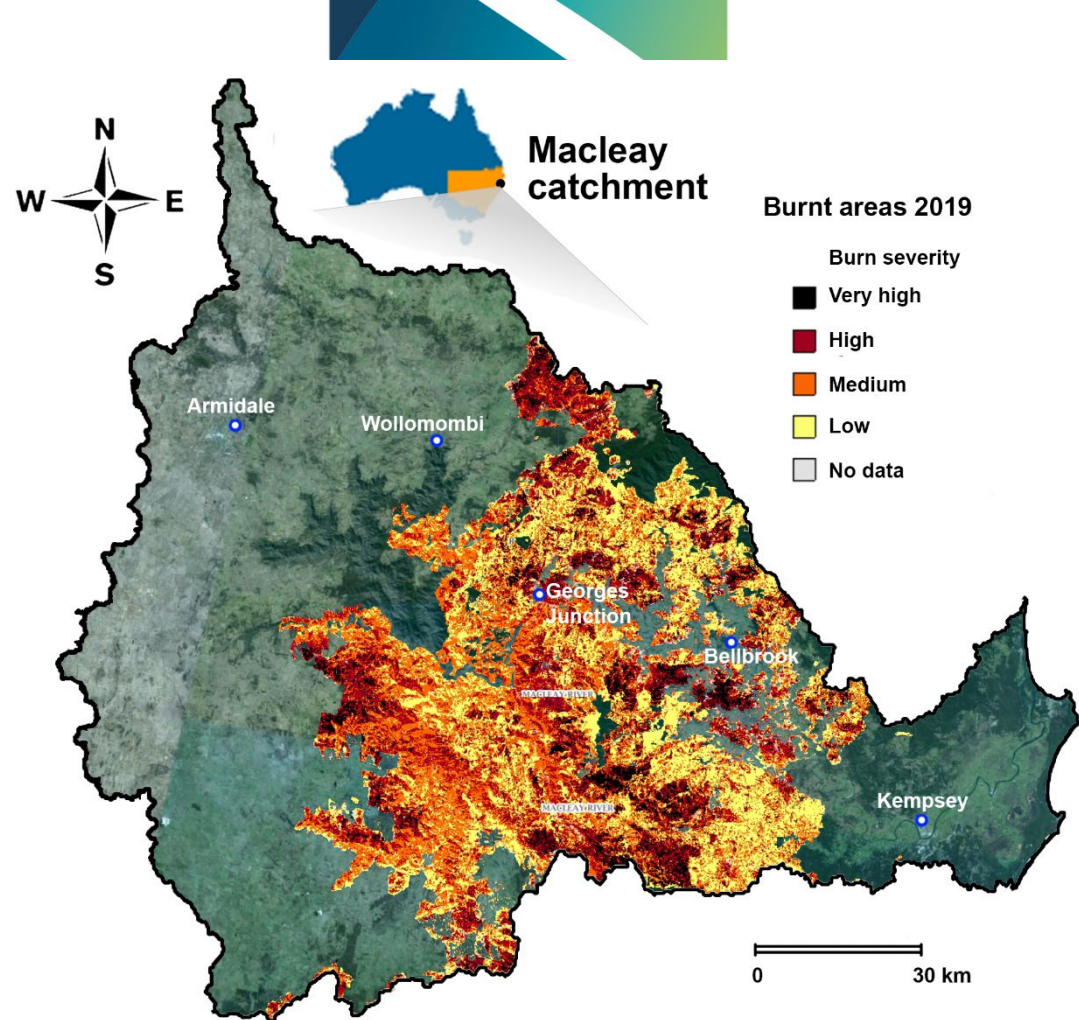 N
W
E
S
Macleay
catchment
Burnt areas 2019
Burn severity
Very high
High
Medium
Low
No data
Armidale
Wollomombi
Georges
Junction
Bellbrook
MACLEAY RIVER
MACLEAY RIVER
Kempsey
0
30 km